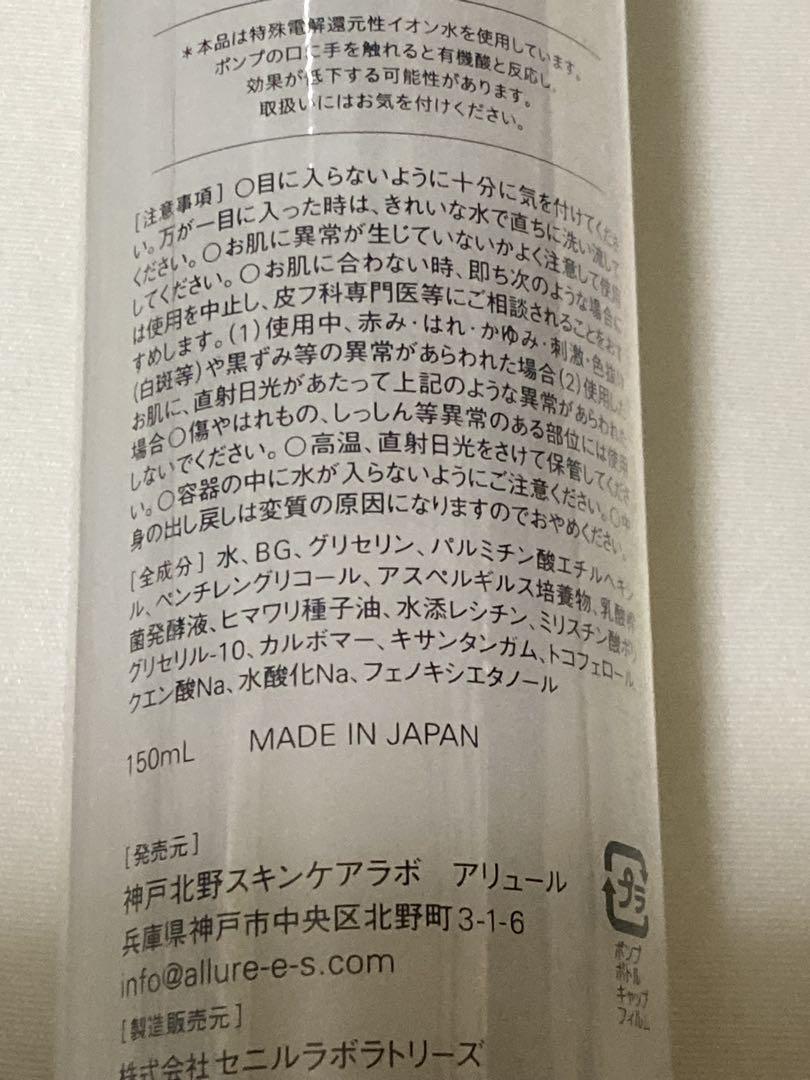 ＊本品は特殊電解還元性イオン水を使用しています。
ポンプの口に手を触れると有機酸と反応し、
効果が低下する可能性があります。
取扱いにはお気を付けください。
[注意事項]〇目に入らないように十分に気を付けてくださ
い。万が一目に入った時は、きれいな水で直ちに洗い流して
ください。〇お肌に異常が生じていないかよく注意して使用
してください。〇お肌に合わない時、即ち次のような場合に
は使用を中止し、皮フ科専門医等にご相談されることをおす
すめします。(1)使用中、赤み・はれ・かゆみ・刺激・色抜け
(白斑等)や黒ずみ等の異常があらわれた場合(2)使用した
お肌に、直射日光があたって上記のような異常があらわれた
場合〇傷やはれもの、しっしん等異常のある部位には使用
しないでください。〇高温、直射日光をさけて保管してくださ
い。〇容器の中に水が入らないようにご注意ください。〇中
身の出し戻しは変質の原因になりますのでおやめください。
[全成分]水、BG、グリセリン、パルミチン酸エチルヘキシ
ル、ペンチレングリコール、アスペルギルス培養物、乳酸桿
菌発酵液、ヒマワリ種子油、水添レシチン、ミリスチン酸ポリ
グリセリル-10、カルボマー、キサンタンガム、トコフェロール、
クエン酸Na、水酸化Na、フェノキシエタノール
150mL MADE IN JAPAN
[発売元]
神戸北野スキンケアラボ アリュール
兵庫県神戸市中央区北野町3-1-6
info@allure-e-s.com
[製造販売元]
株式会社セニルラボラトリーズ
プラ
ポンプ
ボトル
キャップ
フィルム